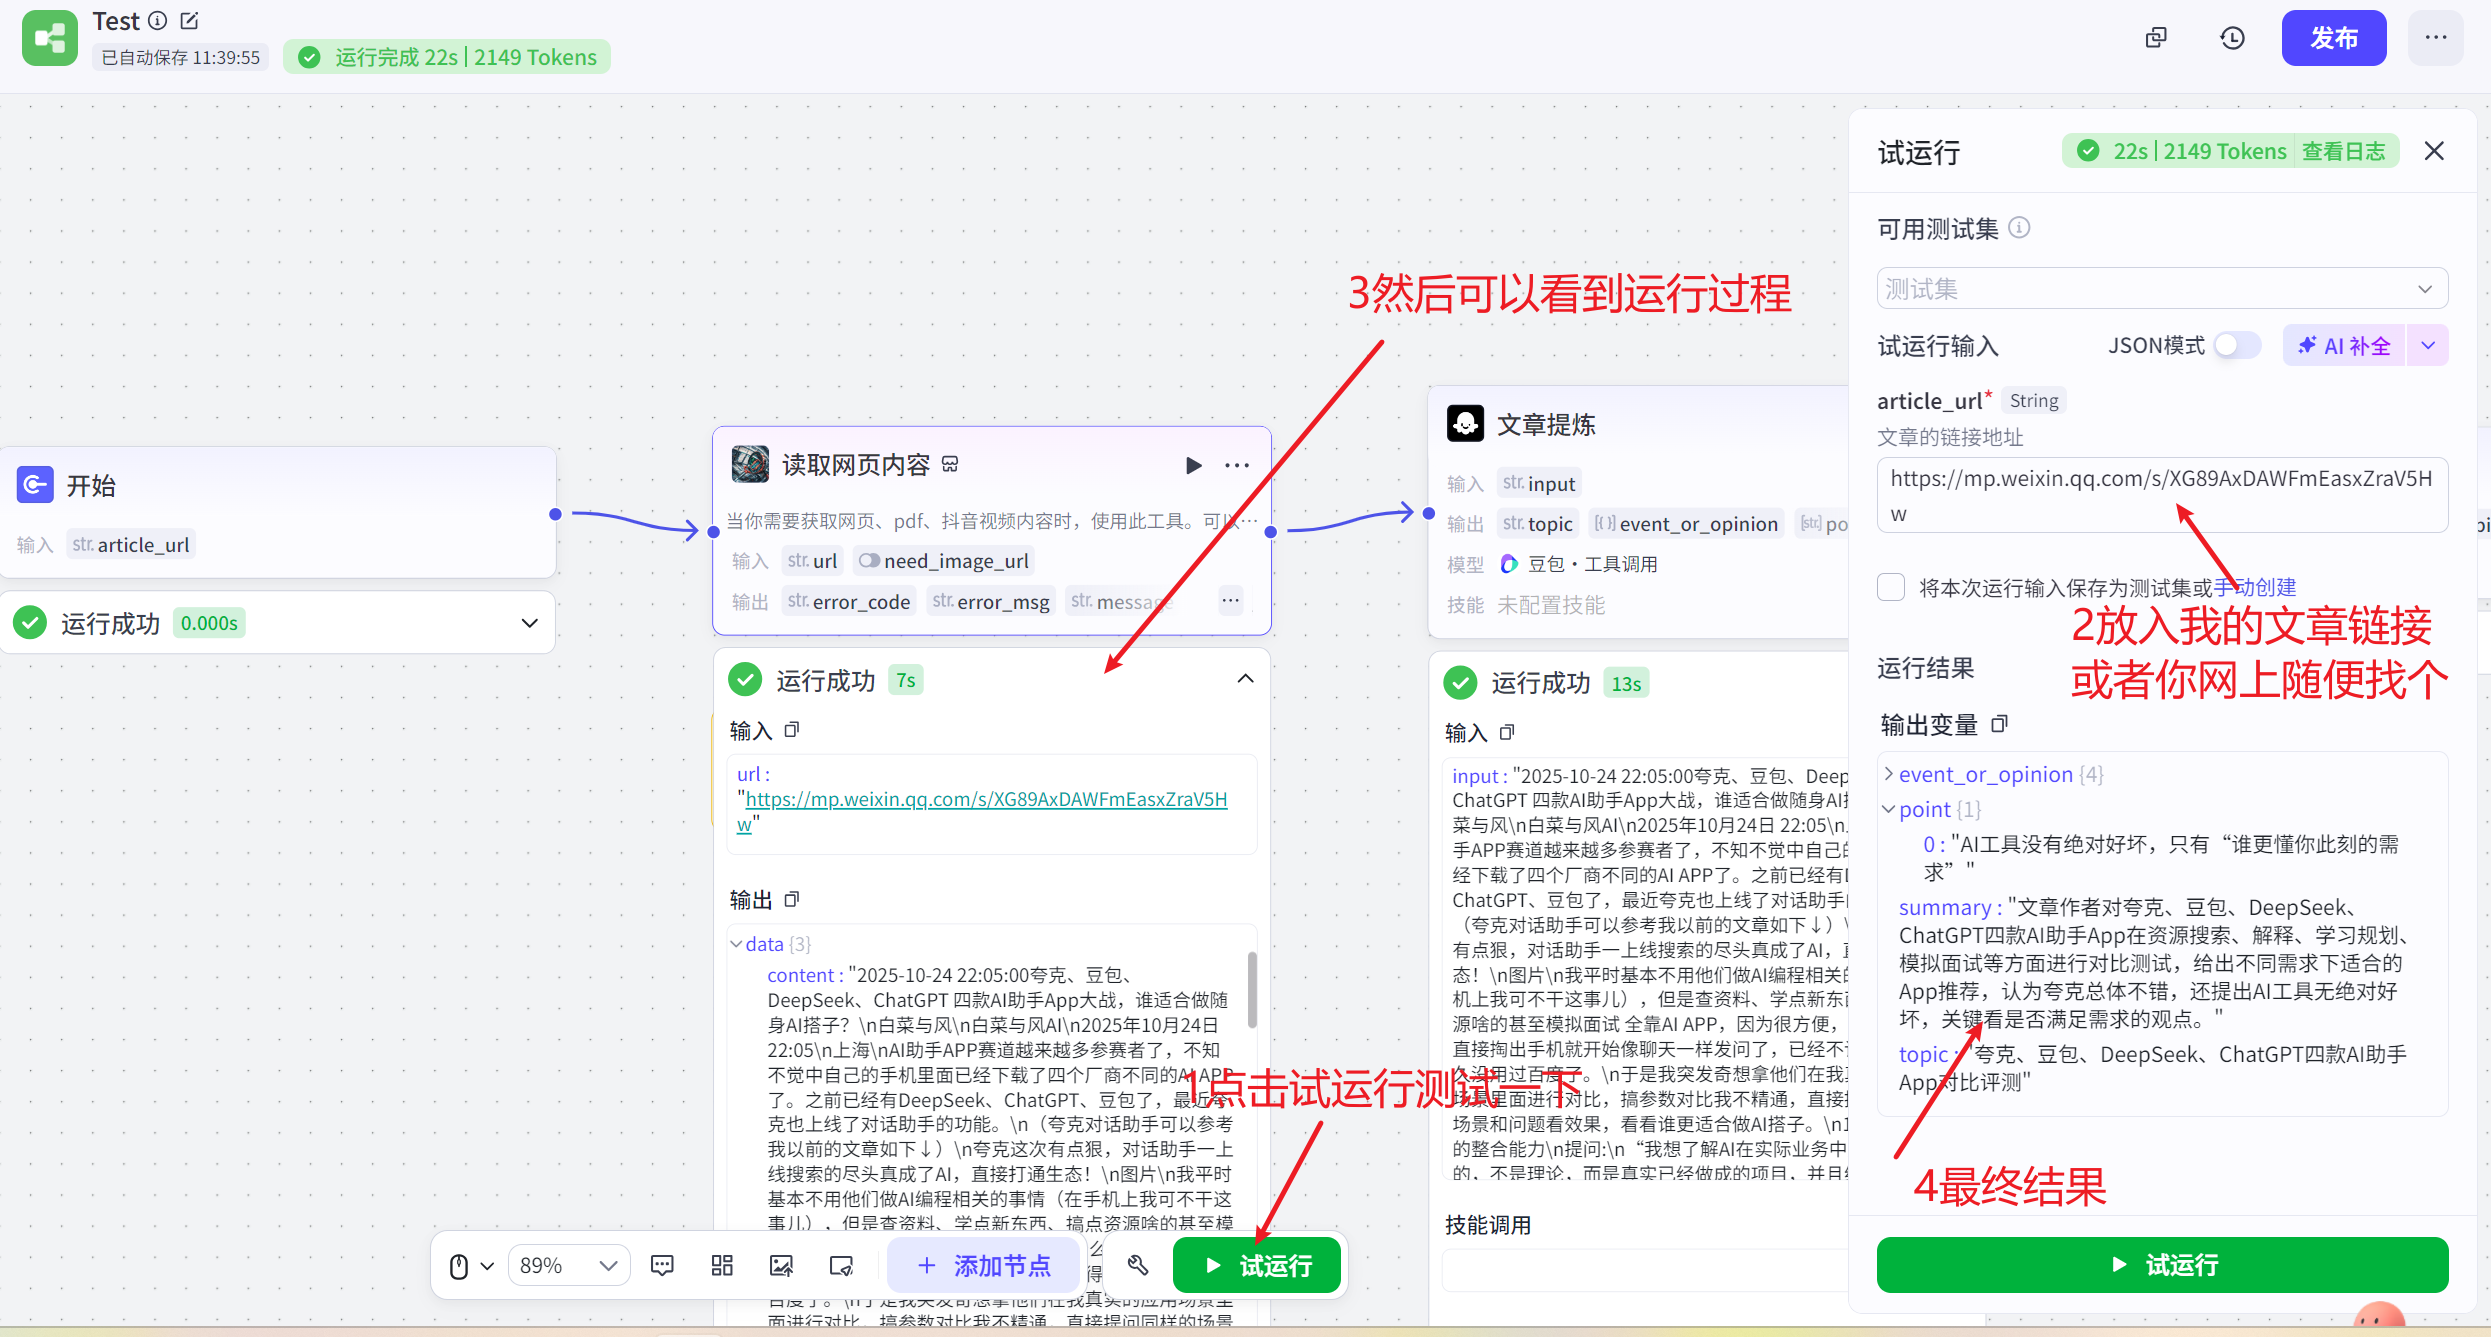 Test
已自动保存 11:39:55
运行完成 22s | 2149 Tokens
发布
3然后可以看到运行过程
开始
输入 str. article_url
运行成功 0.000s
读取网页内容
当你需要获取网页、pdf、抖音视频内容时，使用此工具。可以…
输入 str. url need_image_url
输出 str. error_code str. error_msg str. message
运行成功 7s
输入
url :
"https://mp.weixin.qq.com/s/XG89AxDAWFmEasxZraV5H
w"
输出
data {3}
content : "2025-10-24 22:05:00夸克、豆包、
DeepSeek、ChatGPT 四款AI助手App大战，谁适合做随
身AI搭子？\n白菜与风\n白菜与风AI\n2025年10月24日
22:05\n上海\nAI助手APP赛道越来越多参赛者了，不知
不觉中自己的手机里面已经下载了四个厂商不同的AI APP
了。之前已经有DeepSeek、ChatGPT、豆包了，最近夸
克也上线了对话助手的功能。\n（夸克对话助手可以参考
我以前的文章如下↓）\n夸克这次有点狠，对话助手一上
线搜索的尽头真成了AI，直接打通生态！\n图片\n我平时
基本不用他们做AI编程相关的事情（在手机上我可不干这
事儿），但是查资料、学点新东西、搞点资源啥的甚至模
面进行对比，搞参数对比我不精通，直接提问同样的场景
1点击试运行测试一下
89%
添加节点
试运行
文章提炼
输入 str. input
输出 str. topic event_or_opinion [str] po
模型 豆包·工具调用
技能 未配置技能
运行成功 13s
输入
input : "2025-10-24 22:05:00夸克、豆包、Deep
ChatGPT 四款AI助手App大战，谁适合做随身AI
菜与风\n白菜与风AI\n2025年10月24日 22:05\n
手APP赛道越来越多参赛者了，不知不觉中自己
经下载了四个厂商不同的AI APP了。之前已经有
ChatGPT、豆包了，最近夸克也上线了对话助手
（夸克对话助手可以参考我以前的文章如下↓）
有点狠，对话助手一上线搜索的尽头真成了AI，
态！\n图片\n我平时基本不用他们做AI编程相关
机上我可不干这事儿），但是查资料、学点新东
源啥的甚至模拟面试 全靠AI APP，因为很方便，
直接掏出手机就开始像聊天一样发问了，已经不
久没用过百度了。\n于是我突发奇想拿他们在我
场景里面进行对比，搞参数对比我不精通，直接
场景和问题看效果，看看谁更适合做AI搭子。\n
的整合能力\n提问:\n“我想了解AI在实际业务中
的，不是理论，而是真实已经做成的项目，并且
技能调用
试运行
22s | 2149 Tokens 查看日志
可用测试集
测试集
试运行输入 JSON模式 AI 补全
article_url* String
文章的链接地址
https://mp.weixin.qq.com/s/XG89AxDAWFmEasxZraV5H
w
将本次运行输入保存为测试集或手动创建
2放入我的文章链接
或者你网上随便找个
运行结果
输出变量
event_or_opinion {4}
point {1}
0 : "AI工具没有绝对好坏，只有“谁更懂你此刻的需
求”"
summary : "文章作者对夸克、豆包、DeepSeek、
ChatGPT四款AI助手App在资源搜索、解释、学习规划、
模拟面试等方面进行对比测试，给出不同需求下适合的
App推荐，认为夸克总体不错，还提出AI工具无绝对好
坏，关键看是否满足需求的观点。"
topic : "夸克、豆包、DeepSeek、ChatGPT四款AI助手
App对比评测"
4最终结果
试运行